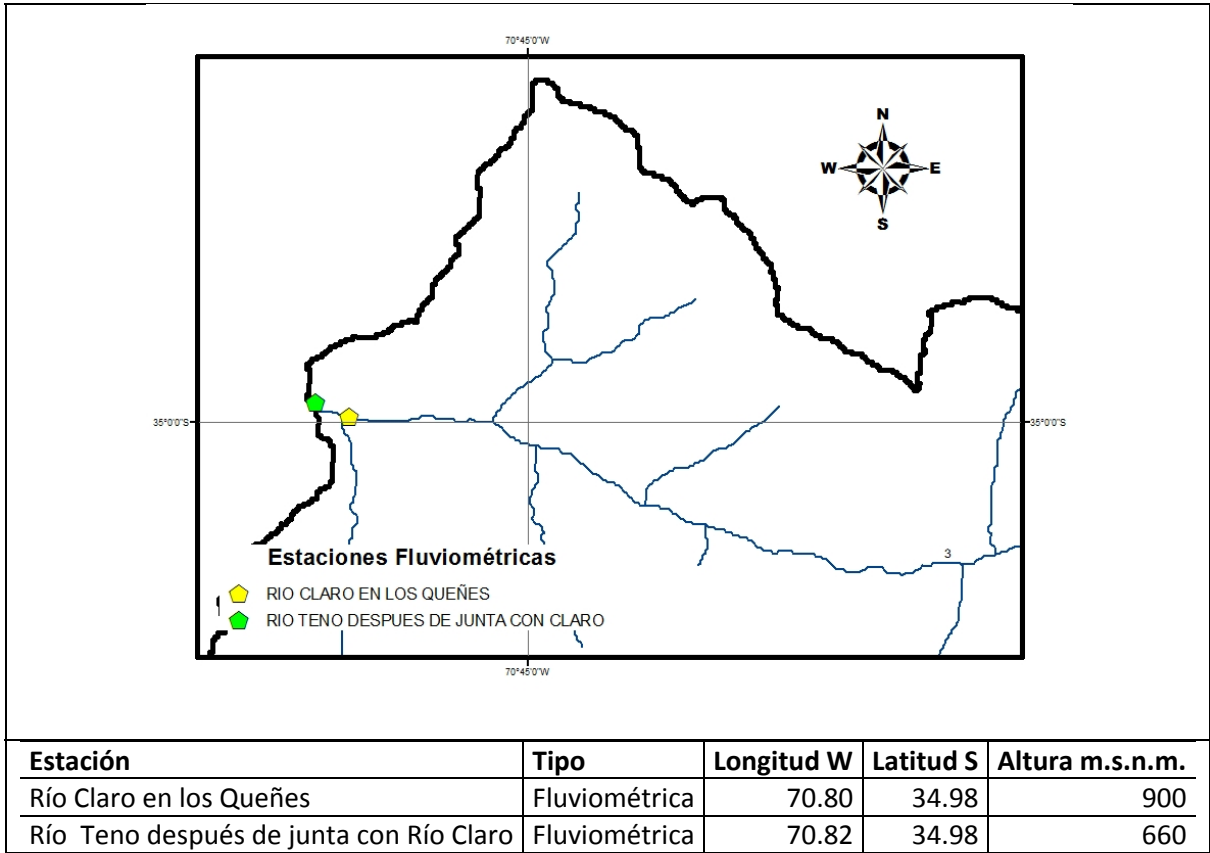 70°45'0"W
N
W
E
S
35°0'0"S
35°0'0"S
3
Estaciones Fluviométricas
RIO CLARO EN LOS QUEÑES
RIO TENO DESPUES DE JUNTA CON CLARO
70°45'0"W
Estación Tipo Longitud W Latitud S Altura m.s.n.m.
Río Claro en los Queñes Fluviométrica 70.80 34.98 900
Río Teno después de junta con Río Claro Fluviométrica 70.82 34.98 660